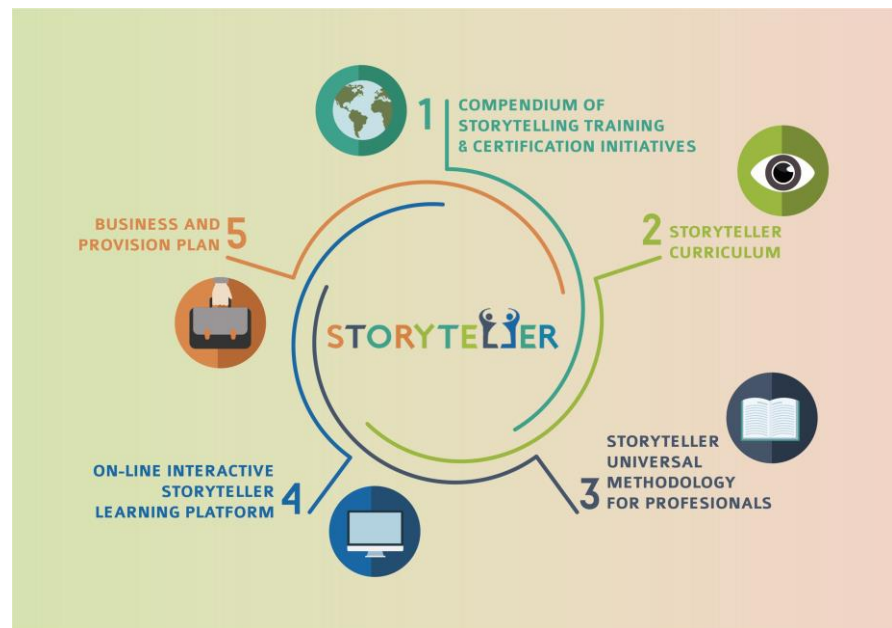 1
COMPENDIUM OF
STORYTELLING TRAINING
& CERTIFICATION INITIATIVES
2
STORYTELLER
CURRICULUM
3
STORYTELLER
UNIVERSAL
METHODOLOGY
FOR PROFESIONALS
4
ON-LINE INTERACTIVE
STORYTELLER
LEARNING PLATFORM
5
BUSINESS AND
PROVISION PLAN
STORYTELLER